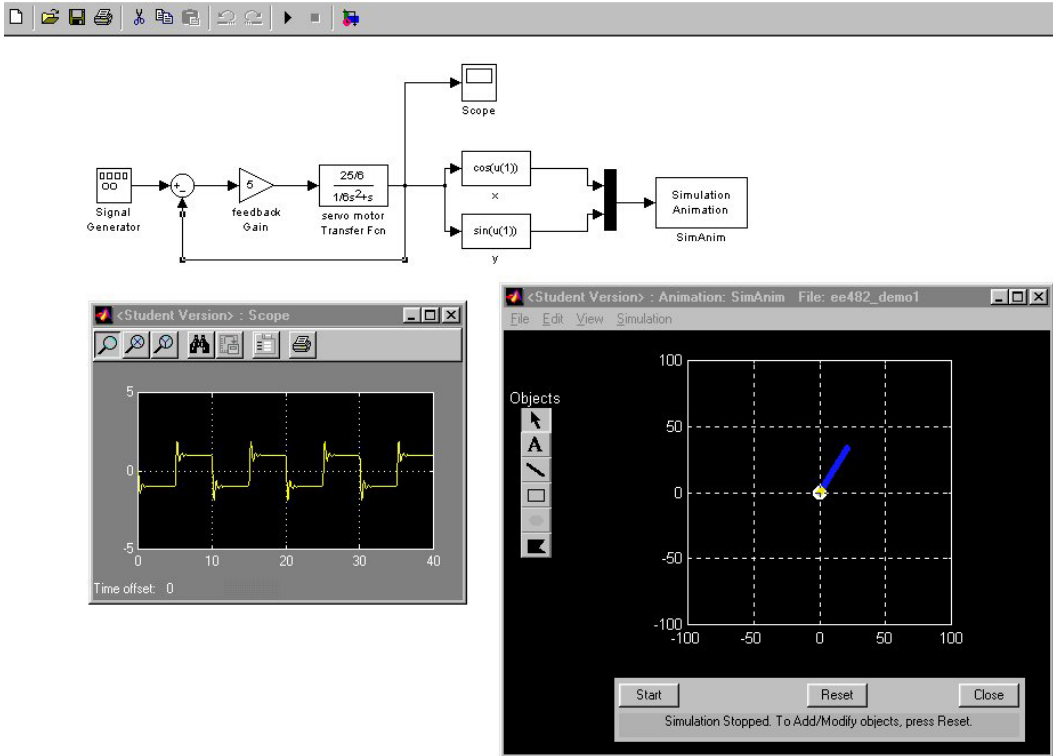 Scope
+
-
5
25/6
1/6s²+s
cos(u(1))
x
Signal
Generator
feedback
Gain
servo motor
Transfer Fcn
sin(u(1))
y
Simulation
Animation
SimAnim
<Student Version> : Scope
5
0
-5
0 10 20 30 40
Time offset: 0
<Student Version> : Animation: SimAnim File: ee482_demo1
File Edit View Simulation
Objects
A
100
50
0
-50
-100
-100 -50 0 50 100
Start Reset Close
Simulation Stopped. To Add/Modify objects, press Reset.